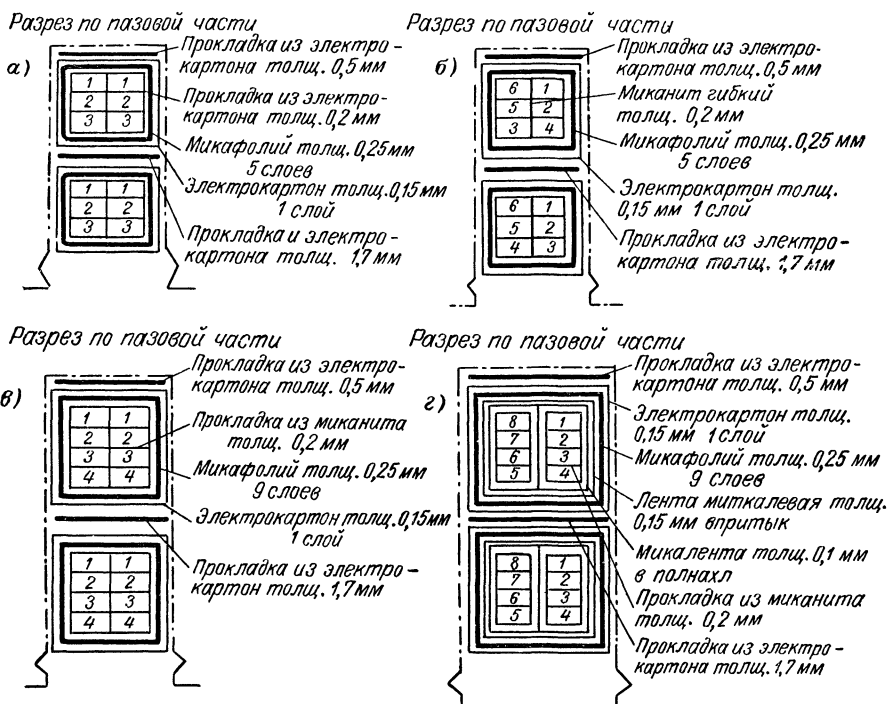 Разрез по пазовой части
а)
Прокладка из электро-
картона толщ. 0,5 мм
1 1
2 2
3 3
Прокладка из электро-
картона толщ. 0,2 мм
Микафолий толщ. 0,25 мм
5 слоев
Электрокартон толщ. 0,15 мм
1 слой
1 1
2 2
3 3
Прокладка и электро-
картона толщ. 1,7 мм
Разрез по пазовой части
б)
Прокладка из электро-
картона толщ. 0,5 мм
6 1
5 2
3 4
Миканит гибкий
толщ. 0,2 мм
Микафолий толщ. 0,25 мм
5 слоев
Электрокартон толщ.
0,15 мм 1 слой
6 1
5 2
4 3
Прокладка из электро-
картона толщ. 1,7 мм
Разрез по пазовой части
в)
Прокладка из электро-
картона толщ. 0,5 мм
1 1
2 2
3 3
4 4
Прокладка из миканита
толщ. 0,2 мм
Микафолий толщ. 0,25 мм
9 слоев
Электрокартон толщ. 0,15мм
1 слой
1 1
2 2
3 3
4 4
Прокладка из электро-
картон толщ. 1,7 мм
Разрез по пазовой части
г)
Прокладка из электро-
картона толщ. 0,5 мм
8 1
7 2
6 3
5 4
Электрокартон толщ.
0,15 мм 1 слой
Микафолий толщ. 0,25 мм
9 слоев
Лента миткалевая толщ.
0,15 мм впритык
Микалента толщ. 0,1 мм
в полнахл
8 1
7 2
6 3
5 4
Прокладка из миканита
толщ. 0,2 мм
Прокладка из электро-
картона толщ. 1,7 мм